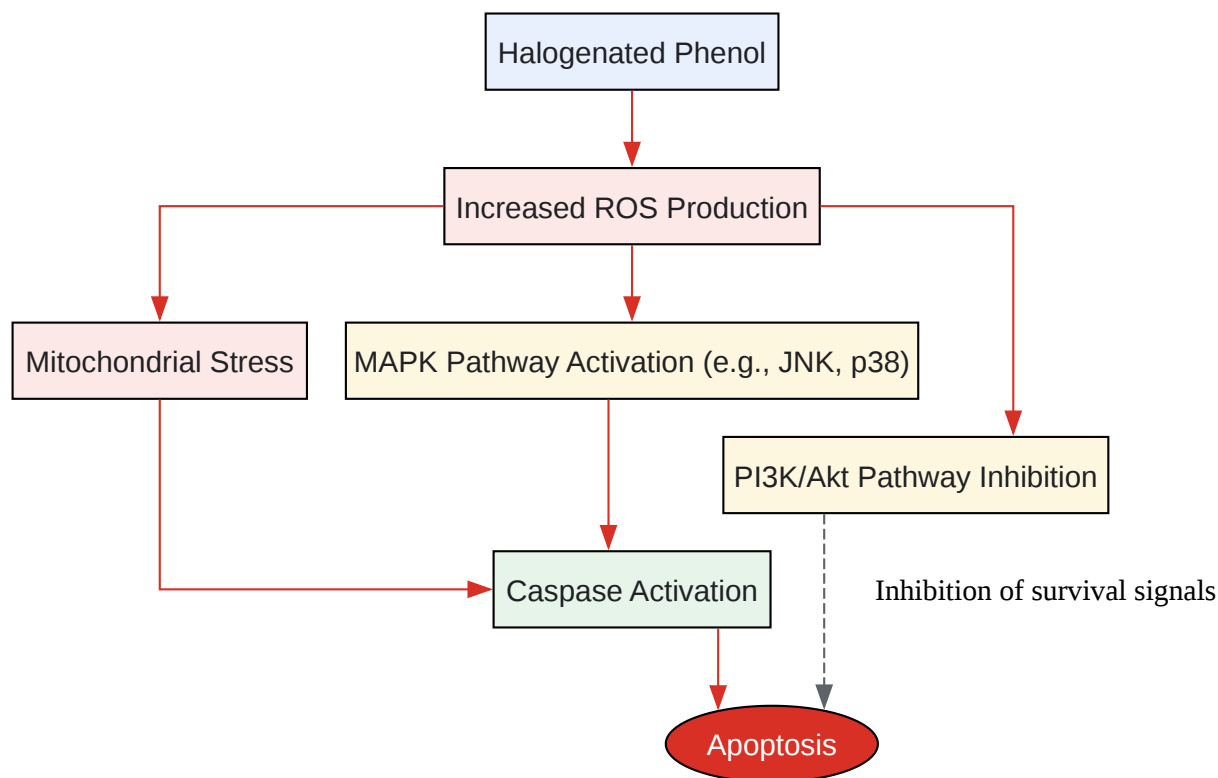 Halogenated Phenol
Increased ROS Production
Mitochondrial Stress
MAPK Pathway Activation (e.g., JNK, p38)
PI3K/Akt Pathway Inhibition
Caspase Activation
Inhibition of survival signals
Apoptosis